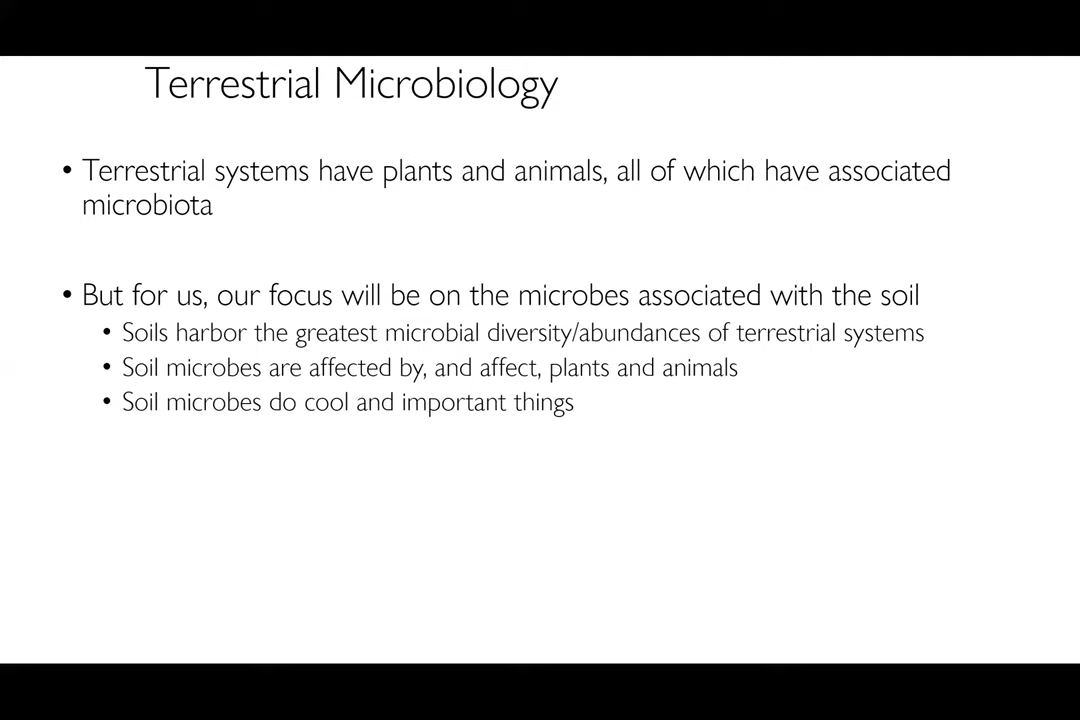 Terrestrial Microbiology
• Terrestrial systems have plants and animals, all of which have associated
microbiota
• But for us, our focus will be on the microbes associated with the soil
• Soils harbor the greatest microbial diversity/abundances of terrestrial systems
• Soil microbes are affected by, and affect, plants and animals
• Soil microbes do cool and important things